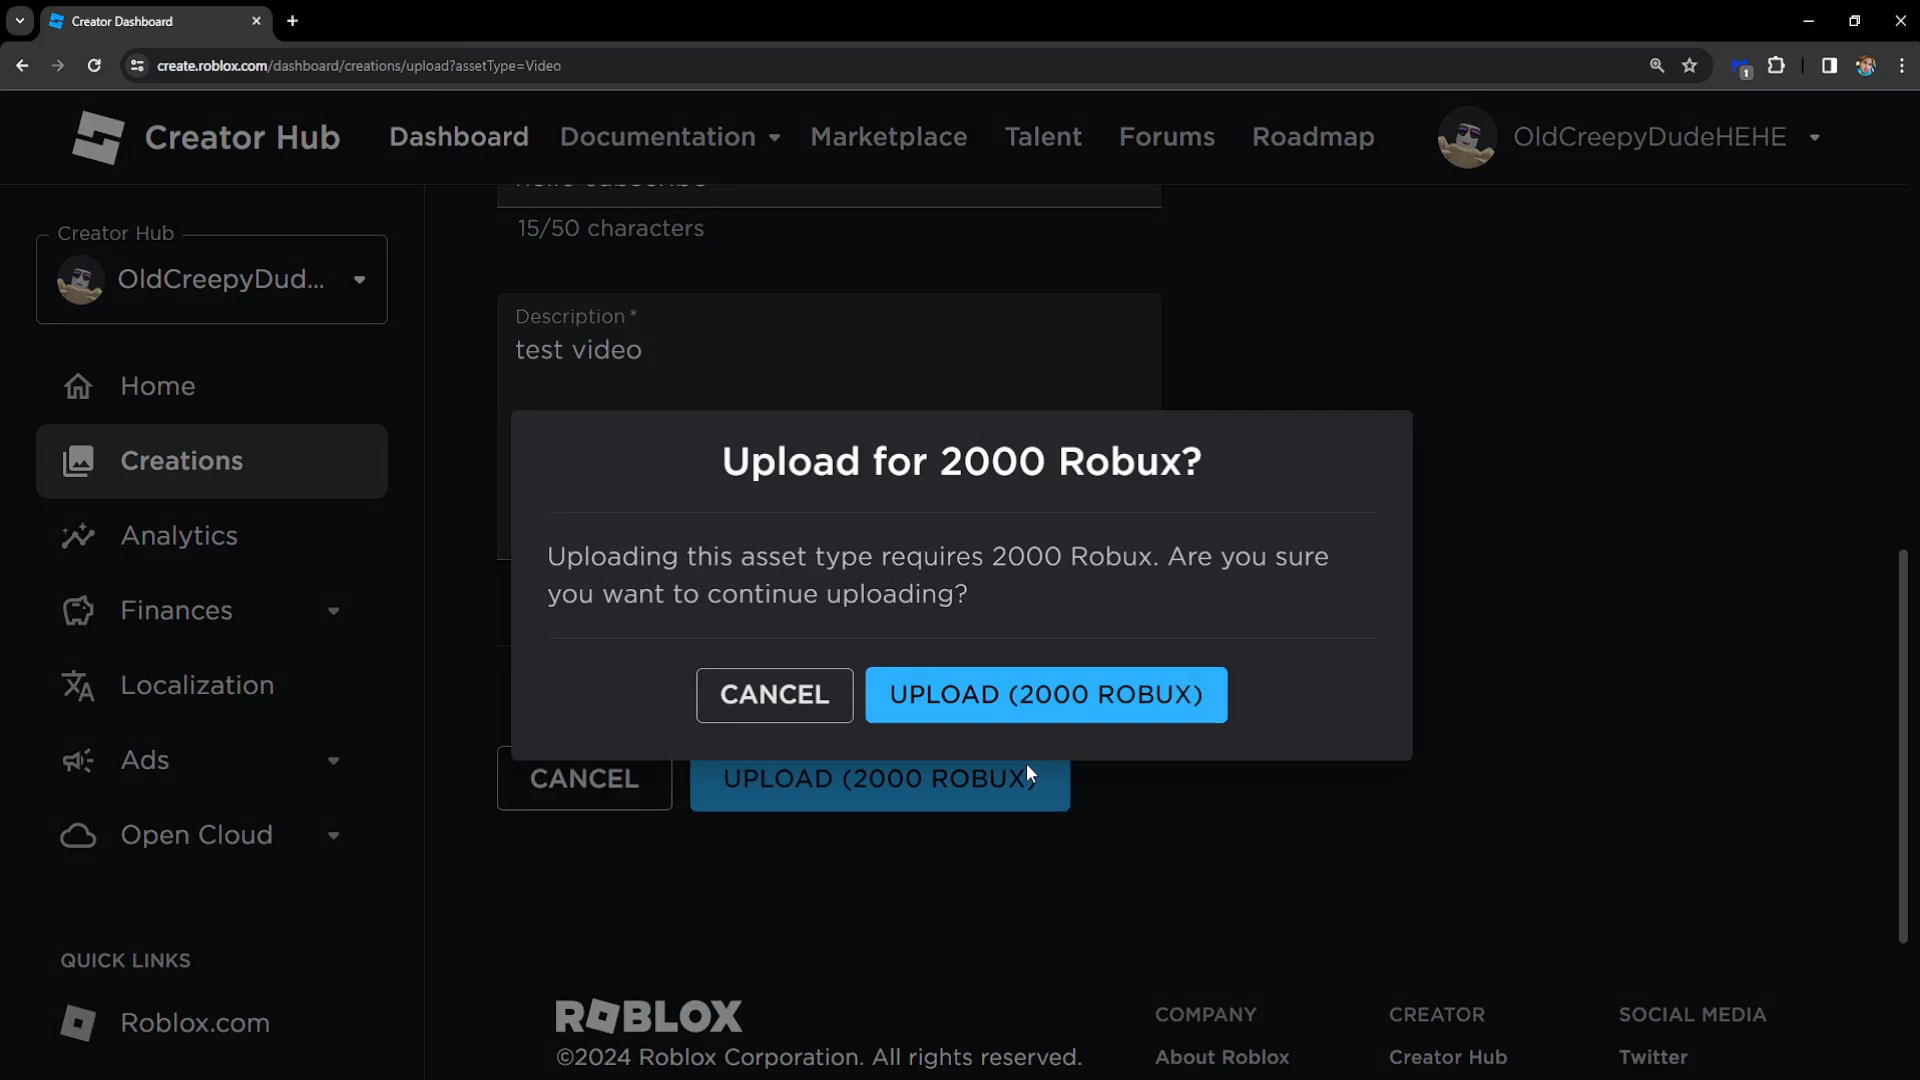 Creator Dashboard
create.roblox.com/dashboard/creations/upload?assetType=Video
1
Creator Hub
Dashboard
Documentation
Marketplace
Talent
Forums
Roadmap
OldCreepyDudeHEHE
Creator Hub
OldCreepyDud...
Home
Creations
Analytics
Finances
Localization
Ads
Open Cloud
QUICK LINKS
Roblox.com
15/50 characters
Description *
test video
Upload for 2000 Robux?
Uploading this asset type requires 2000 Robux. Are you sure
you want to continue uploading?
CANCEL
UPLOAD (2000 ROBUX)
CANCEL
UPLOAD (2000 ROBUX)
ROBLOX
©2024 Roblox Corporation. All rights reserved.
COMPANY
About Roblox
CREATOR
Creator Hub
SOCIAL MEDIA
Twitter